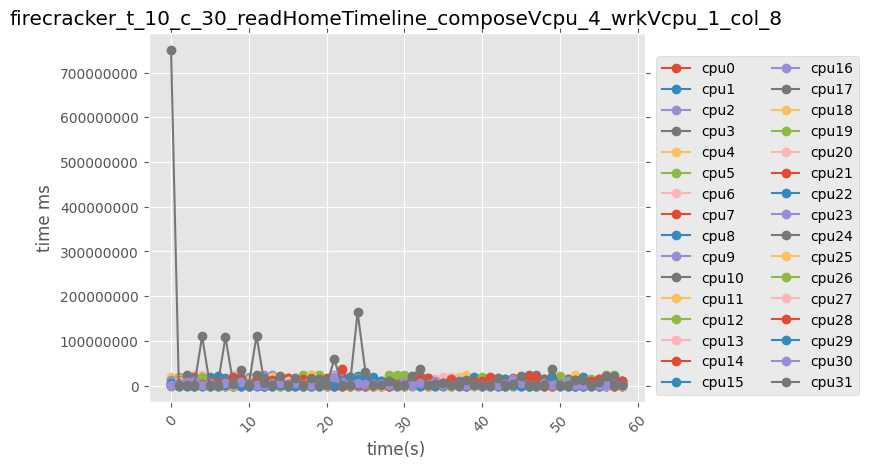 firecracker_t_10_c_30_readHomeTimeline_composeVcpu_4_wrkVcpu_1_col_8
700000000
600000000
500000000
400000000
300000000
200000000
100000000
0
time ms
0
10
20
30
40
50
60
time(s)
cpu0
cpu1
cpu2
cpu3
cpu4
cpu5
cpu6
cpu7
cpu8
cpu9
cpu10
cpu11
cpu12
cpu13
cpu14
cpu15
cpu16
cpu17
cpu18
cpu19
cpu20
cpu21
cpu22
cpu23
cpu24
cpu25
cpu26
cpu27
cpu28
cpu29
cpu30
cpu31